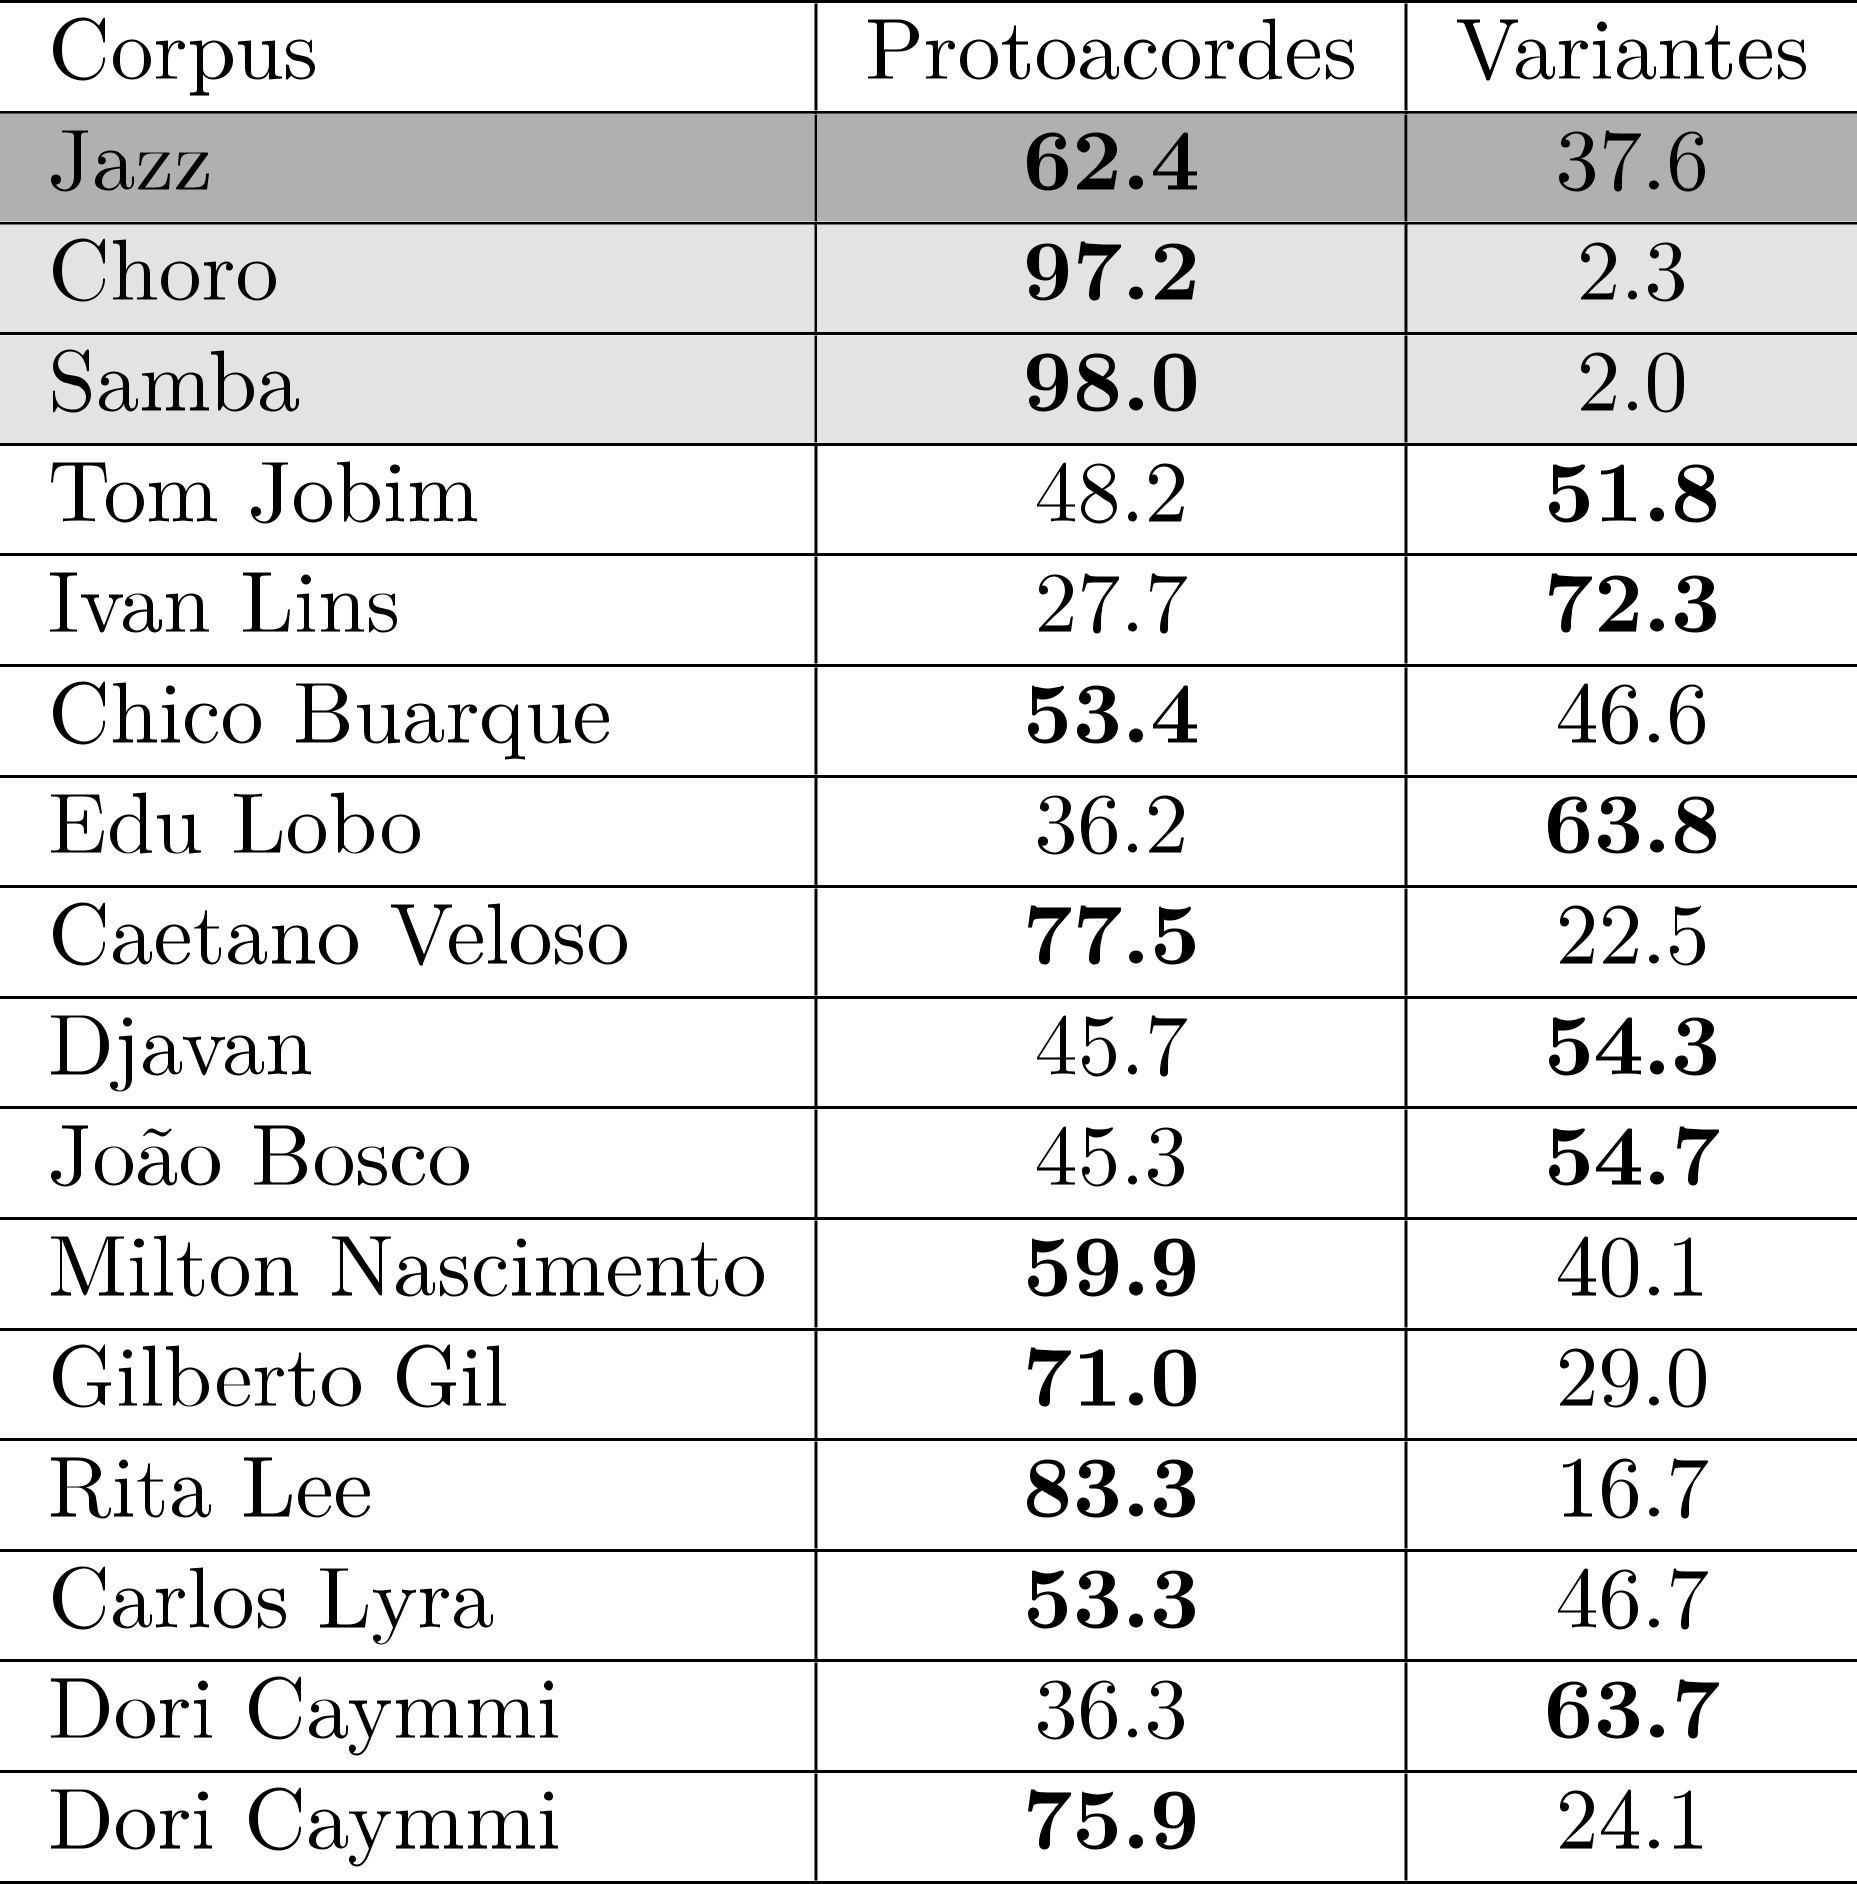 Corpus Protoacordes Variantes
Jazz 62.4 37.6
Choro 97.2 2.3
Samba 98.0 2.0
Tom Jobim 48.2 51.8
Ivan Lins 27.7 72.3
Chico Buarque 53.4 46.6
Edu Lobo 36.2 63.8
Caetano Veloso 77.5 22.5
Djavan 45.7 54.3
João Bosco 45.3 54.7
Milton Nascimento 59.9 40.1
Gilberto Gil 71.0 29.0
Rita Lee 83.3 16.7
Carlos Lyra 53.3 46.7
Dori Caymmi 36.3 63.7
Dori Caymmi 75.9 24.1